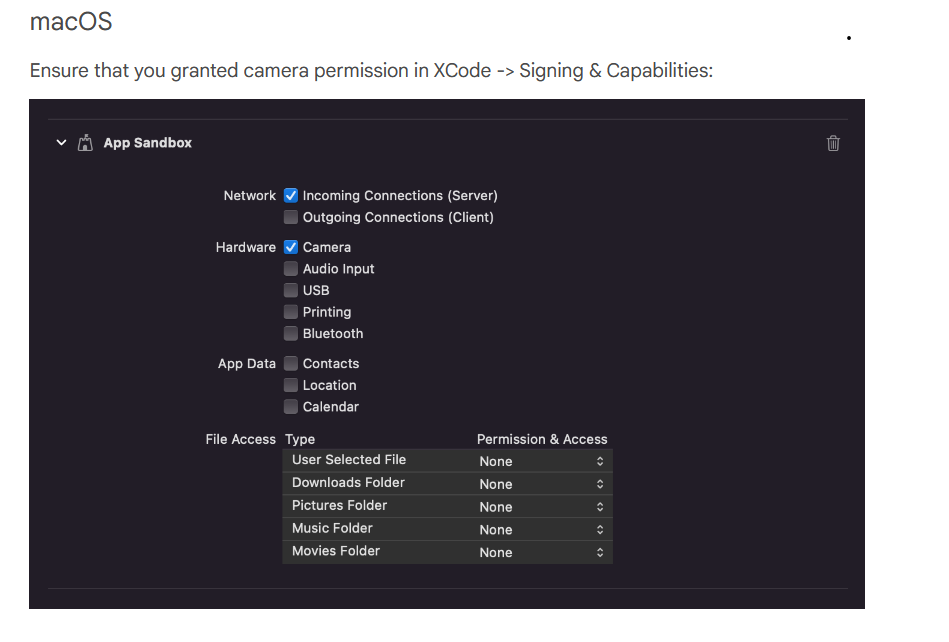 macOS
Ensure that you granted camera permission in XCode -> Signing & Capabilities:
App Sandbox
Network Incoming Connections (Server)
Outgoing Connections (Client)
Hardware Camera
Audio Input
USB
Printing
Bluetooth
App Data Contacts
Location
Calendar
File Access Type Permission & Access
User Selected File None
Downloads Folder None
Pictures Folder None
Music Folder None
Movies Folder None